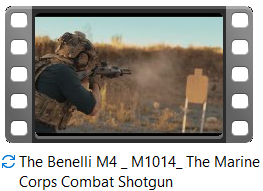 The Benelli M4 _ M1014_ The Marine
Corps Combat Shotgun